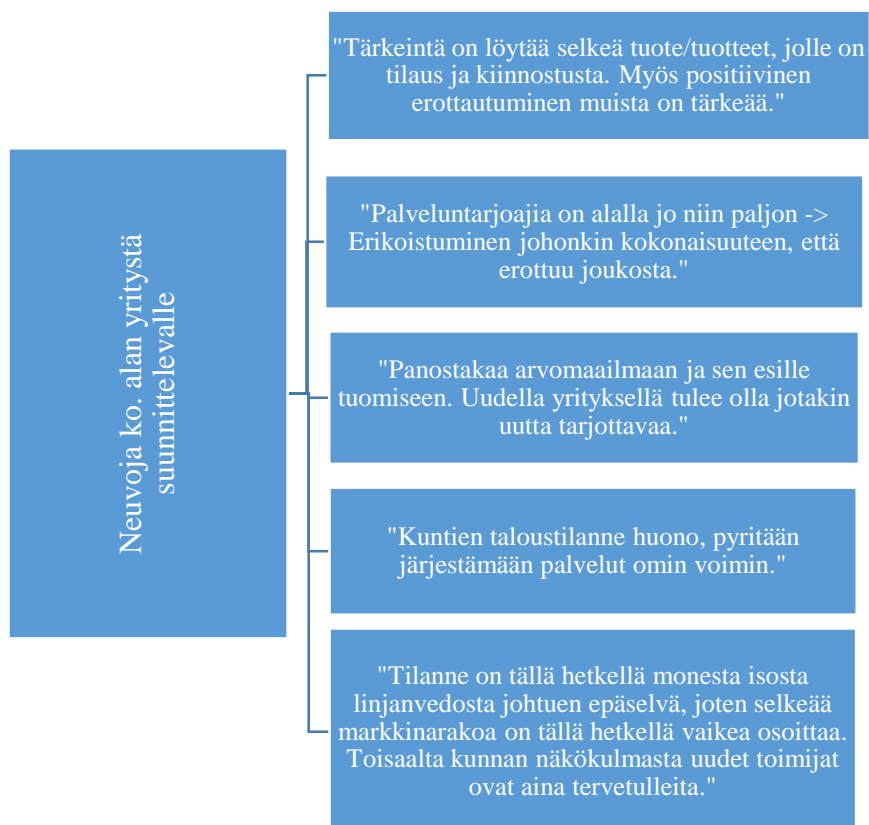 Neuvoja ko. alan yritystä
suunnittelevalle
"Tärkeintä on löytää selkeä tuote/tuotteet, jolle on
tilaus ja kiinnostusta. Myös positiivinen
erottautuminen muista on tärkeää."
"Palveluntarjoajia on alalla jo niin paljon ->
Erikoistuminen johonkin kokonaisuuteen, että
erottuu joukosta."
"Panostakaa arvomaailmaan ja sen esille
tuomiseen. Uudella yrityksellä tulee olla jotakin
uutta tarjottavaa."
"Kuntien taloustilanne huono, pyritään
järjestämään palvelut omin voimin."
"Tilanne on tällä hetkellä monesta isosta
linjanvedosta johtuen epäselvä, joten selkeää
markkinarakoa on tällä hetkellä vaikea osoittaa.
Toisaalta kunnan näkökulmasta uudet toimijat
ovat aina tervetulleita."